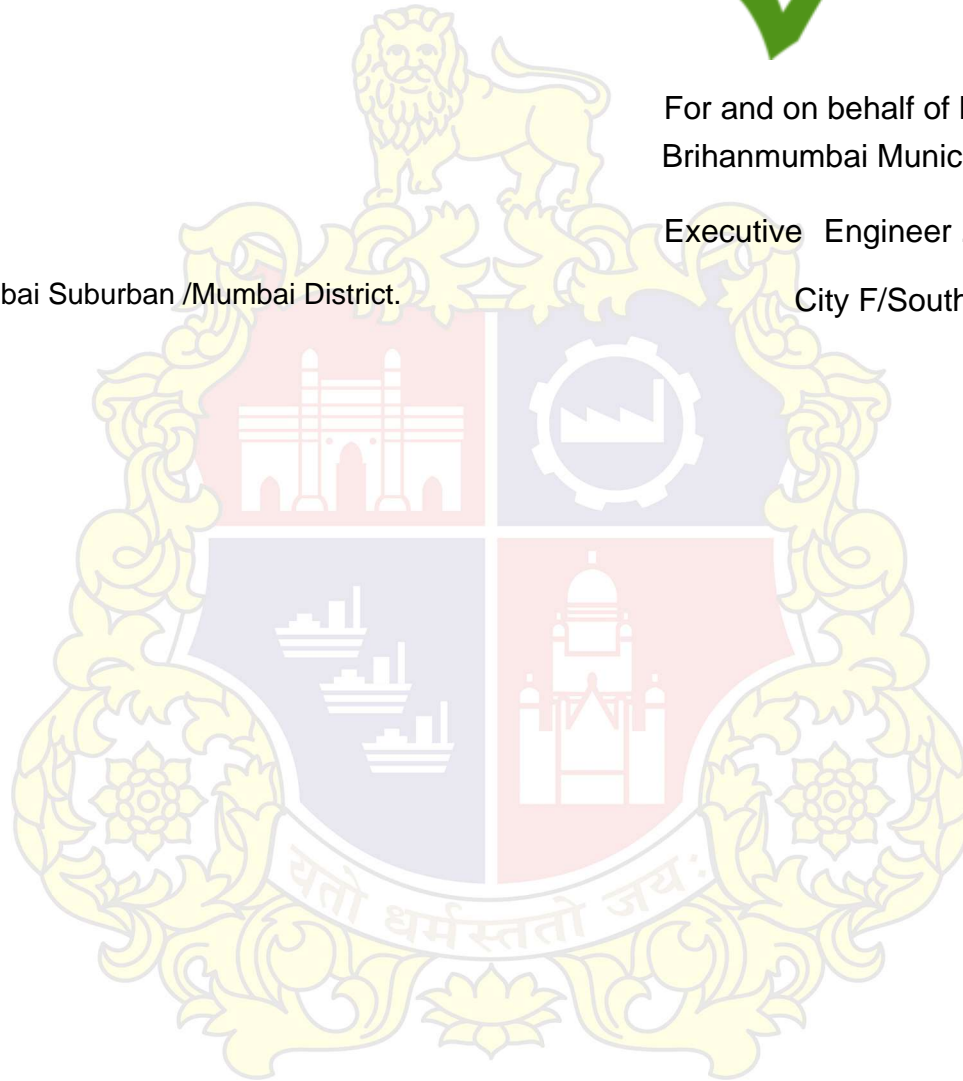 For and on behalf of
Brihanmumbai Munic
Executive Engineer
bai Suburban /Mumbai District.
City F/South
यतो धर्मस्ततो जय: